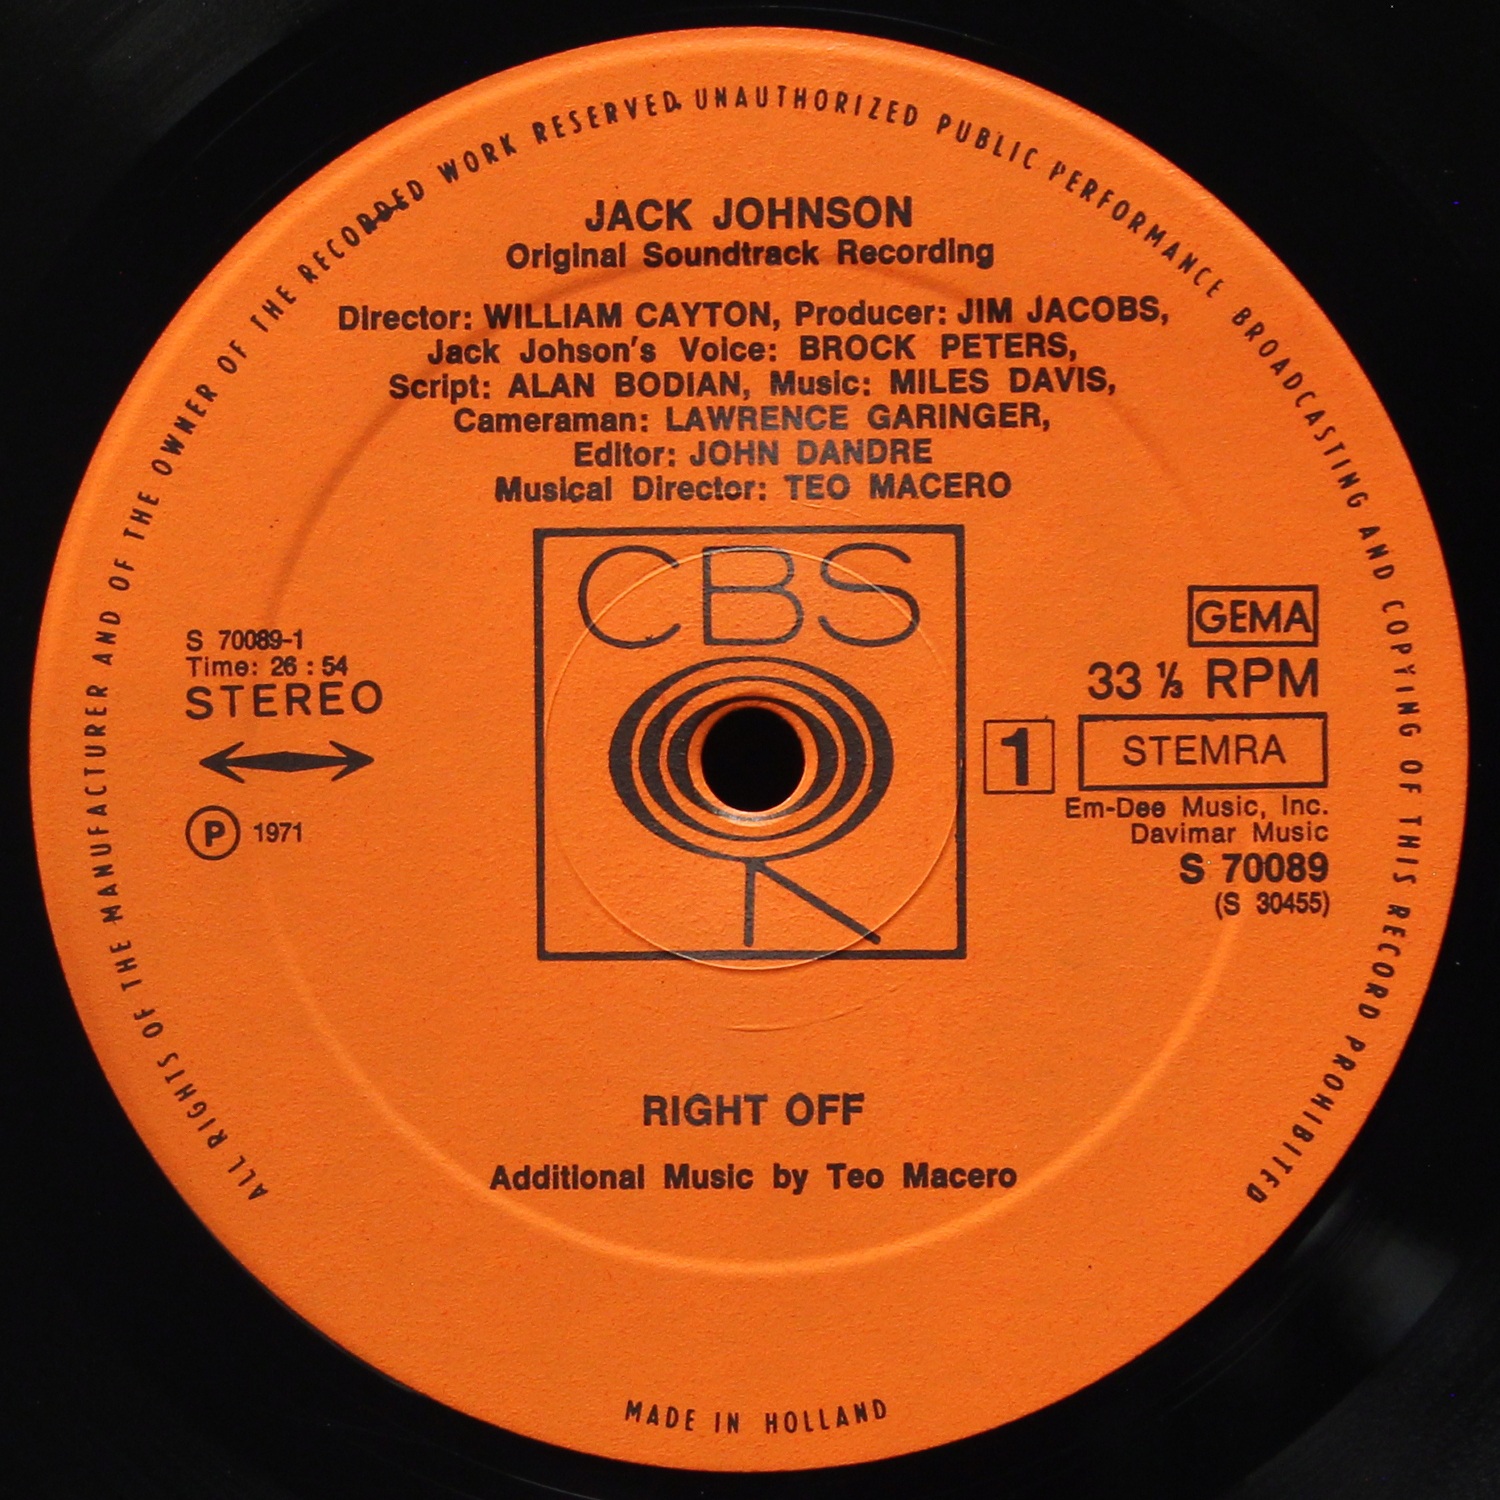 ALL RIGHTS OF THE MANUFACTURER AND OF THE OWNER OF THE RECORDED WORK RESERVED. UNAUTHORIZED PUBLIC PERFORMANCE BROADCASTING AND COPYING OF THIS RECORD PROHIBITED
JACK JOHNSON
Original Soundtrack Recording
Director: WILLIAM CAYTON, Producer: JIM JACOBS,
Jack Johson's Voice: BROCK PETERS,
Script: ALAN BODIAN, Music: MILES DAVIS,
Cameraman: LAWRENCE GARINGER,
Editor: JOHN DANDRE
Musical Director: TEO MACERO
CBS
S 70089-1
Time: 26 : 54
STEREO
P 1971
GEMA
33 ⅓ RPM
1
STEMRA
Em-Dee Music, Inc.
Davimar Music
S 70089
(S 30455)
RIGHT OFF
Additional Music by Teo Macero
MADE IN HOLLAND